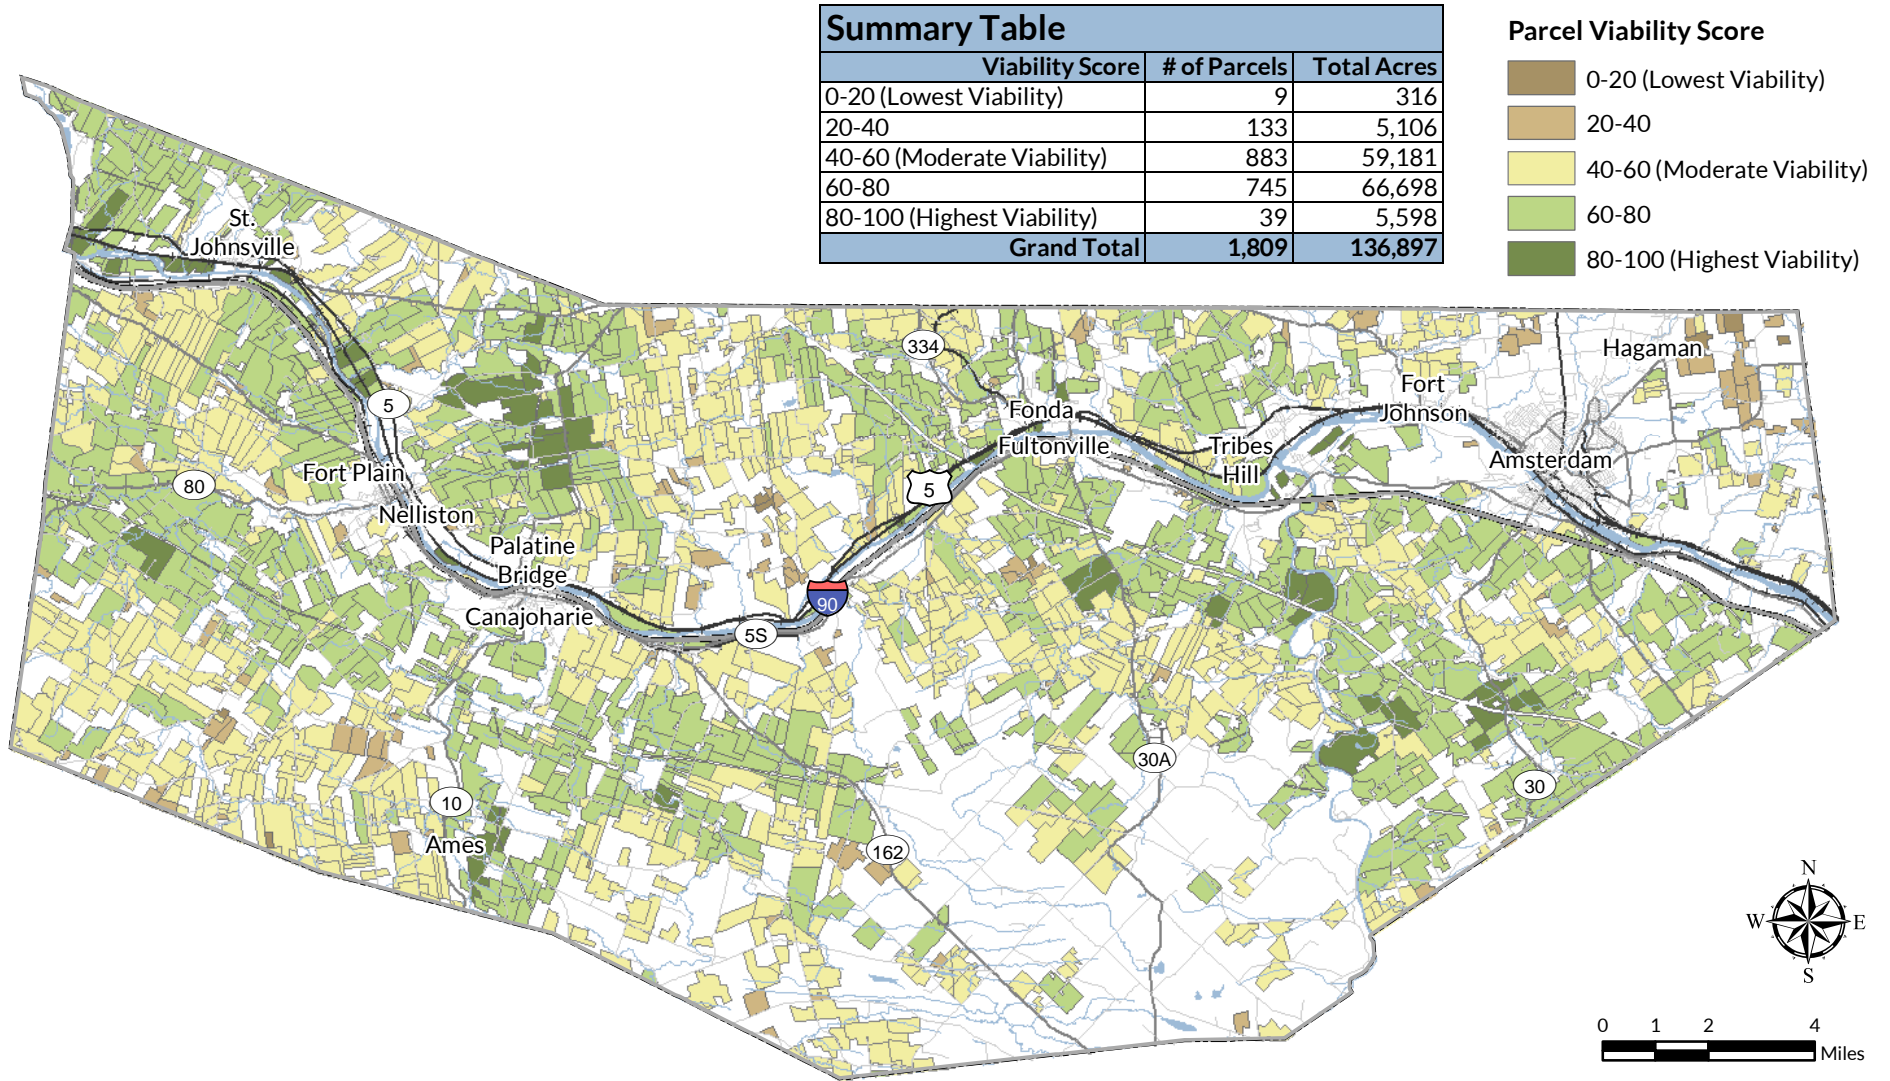 Summary Table
Viability Score # of Parcels Total Acres
0-20 (Lowest Viability) 9 316
20-40 133 5,106
40-60 (Moderate Viability) 883 59,181
60-80 745 66,698
80-100 (Highest Viability) 39 5,598
Grand Total 1,809 136,897
Parcel Viability Score
0-20 (Lowest Viability)
20-40
40-60 (Moderate Viability)
60-80
80-100 (Highest Viability)
St.
Johnsville
334
Hagaman
5
Fort
Johnson
Fonda
Fultonville
Tribes
Hill
Amsterdam
Fort Plain
80
5
Nelliston
Palatine
Bridge
90
Canajoharie
5S
30A
30
10
Ames
162
N
W E
S
0 1 2 4
Miles